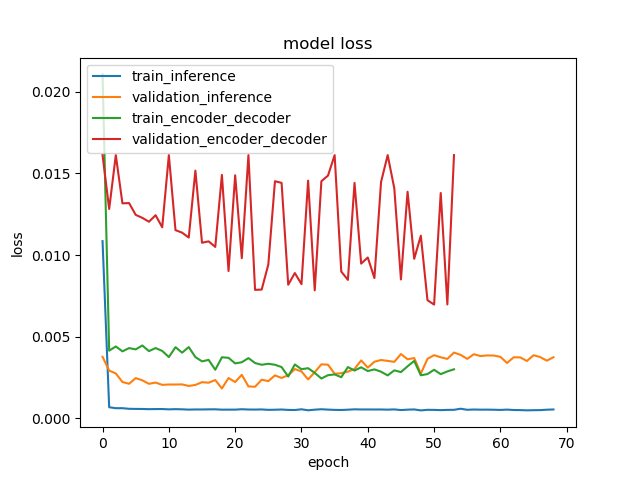 model loss
train_inference
validation_inference
train_encoder_decoder
validation_encoder_decoder
loss
0.020
0.015
0.010
0.005
0.000
0 10 20 30 40 50 60 70
epoch